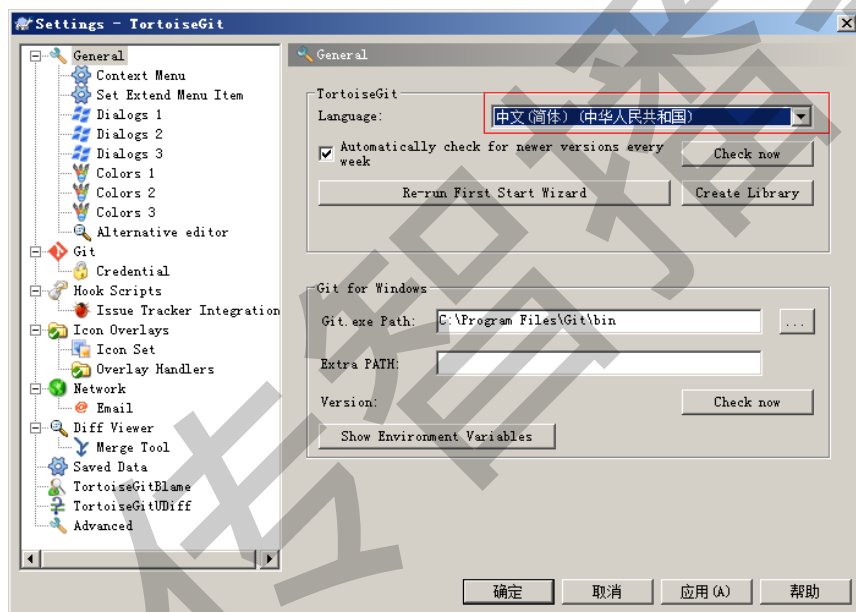 Settings - TortoiseGit
General
Context Menu
Set Extend Menu Item
Dialogs 1
Dialogs 2
Dialogs 3
Colors 1
Colors 2
Colors 3
Alternative editor
Git
Credential
Hook Scripts
Issue Tracker Integration
Icon Overlays
Icon Set
Overlay Handlers
Network
Email
Diff Viewer
Merge Tool
Saved Data
TortoiseGitBlame
TortoiseGitUDiff
Advanced
General
TortoiseGit
Language:
中文(简体) (中华人民共和国)
Automatically check for newer versions every
week
Check now
Re-run First Start Wizard
Create Library
Git for Windows
Git.exe Path:
C:\Program Files\Git\bin
...
Extra PATH:
Version:
Check now
Show Environment Variables
确定
取消
应用(A)
帮助
传智播